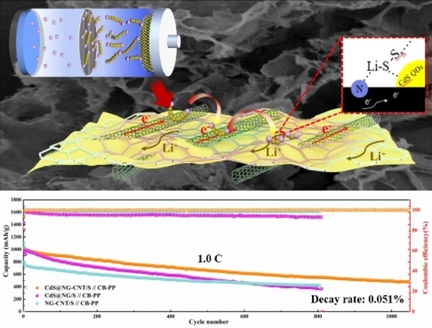 Li-S
S
S
CdS QDs
N
e⁻
e⁻
e⁻
e⁻
e⁻
Li⁺
Li⁺
Li⁺
1800
1600
1400
1200
1000
800
600
400
200
0
Capacity (mAh/g)
1.0 C
CdS@NG-CNT/S // CB-PP
CdS@NG/S // CB-PP
NG-CNT/S // CB-PP
Decay rate: 0.051%
100
80
60
40
20
0
Coulombic efficiency(%)
0 200 400 600 800 1000
Cycle number